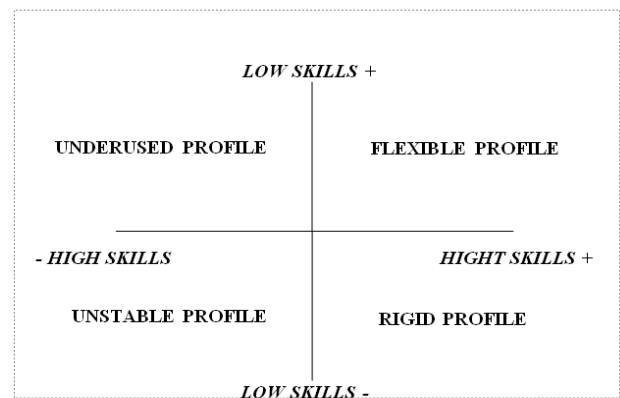 LOW SKILLS +
UNDERUSED PROFILE
FLEXIBLE PROFILE
- HIGH SKILLS
HIGHT SKILLS +
UNSTABLE PROFILE
RIGID PROFILE
LOW SKILLS -